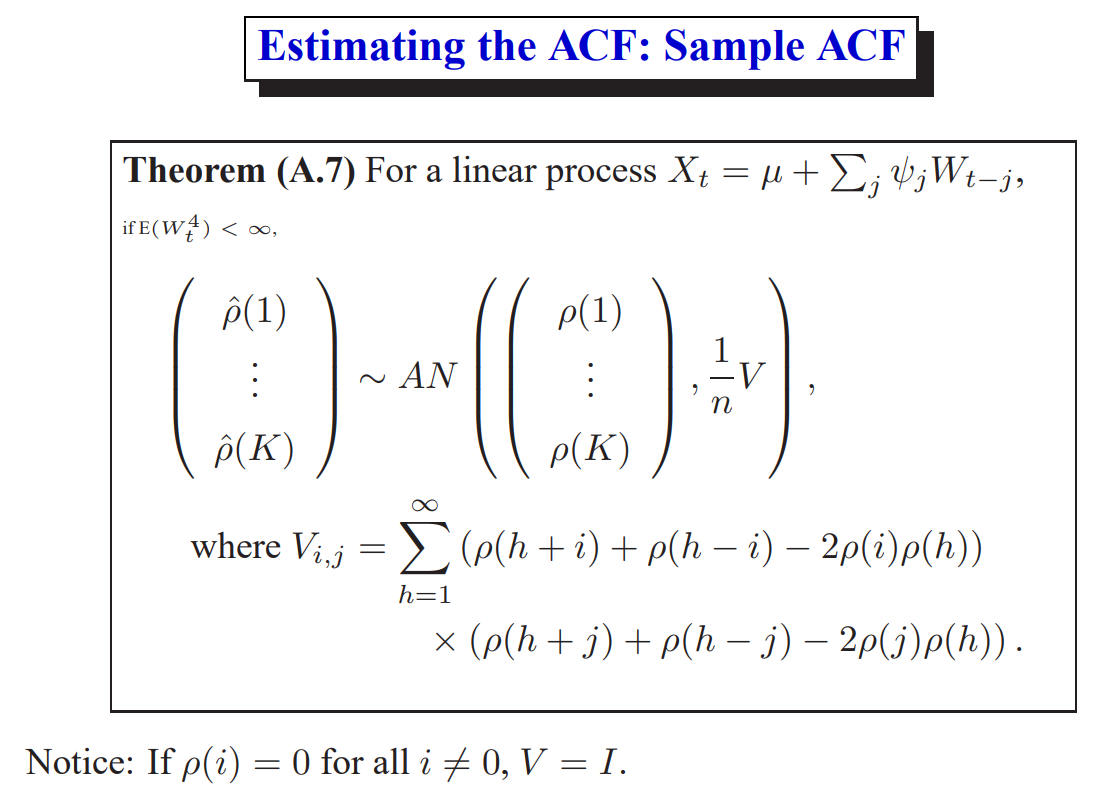 Estimating the ACF: Sample ACF
Theorem (A.7) For a linear process $X_t = \mu + \sum_j \psi_j W_{t-j}$,
if $\mathrm{E}(W_t^4) < \infty$,
$\begin{pmatrix} \hat{\rho}(1) \\ \vdots \\ \hat{\rho}(K) \end{pmatrix} \sim AN \left( \begin{pmatrix} \rho(1) \\ \vdots \\ \rho(K) \end{pmatrix}, \frac{1}{n} V \right),$
where $V_{i,j} = \sum_{h=1}^{\infty} (\rho(h+i) + \rho(h-i) - 2\rho(i)\rho(h))$
$\times (\rho(h+j) + \rho(h-j) - 2\rho(j)\rho(h)).$
Notice: If $\rho(i) = 0$ for all $i \neq 0$, $V = I$.